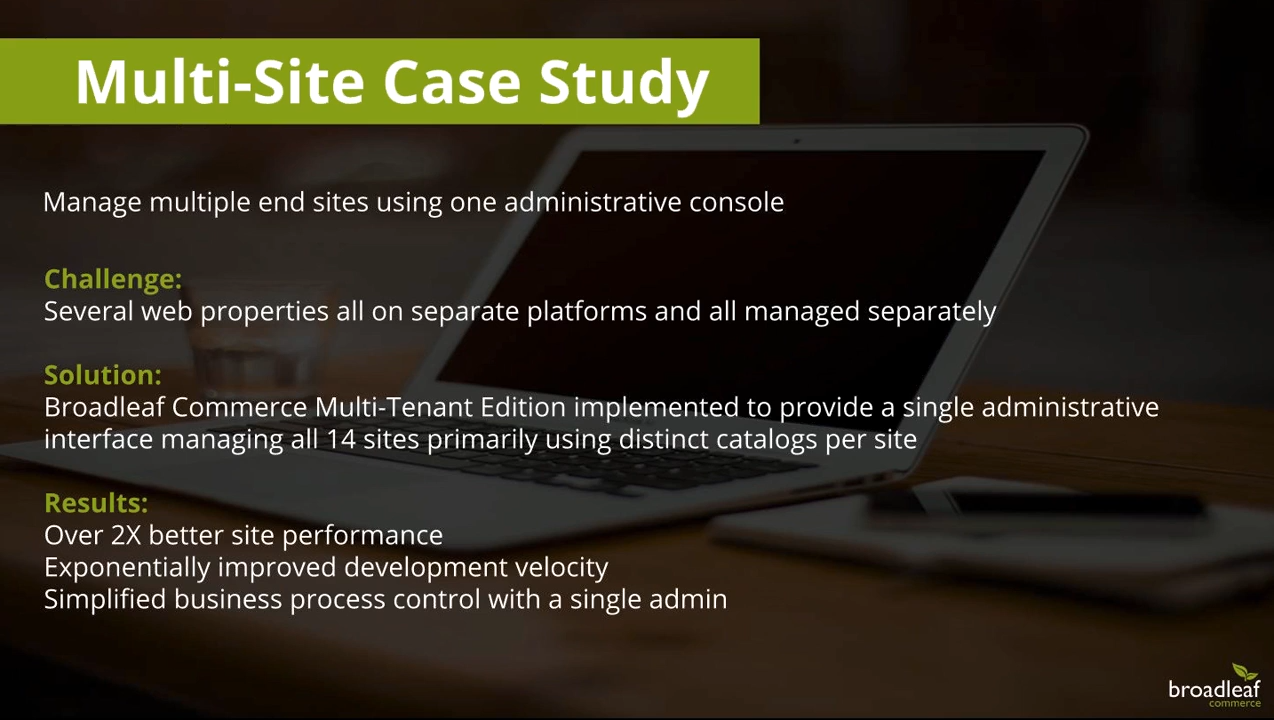 Multi-Site Case Study
Manage multiple end sites using one administrative console
Challenge:
Several web properties all on separate platforms and all managed separately
Solution:
Broadleaf Commerce Multi-Tenant Edition implemented to provide a single administrative
interface managing all 14 sites primarily using distinct catalogs per site
Results:
Over 2X better site performance
Exponentially improved development velocity
Simplified business process control with a single admin
broadleaf
commerce